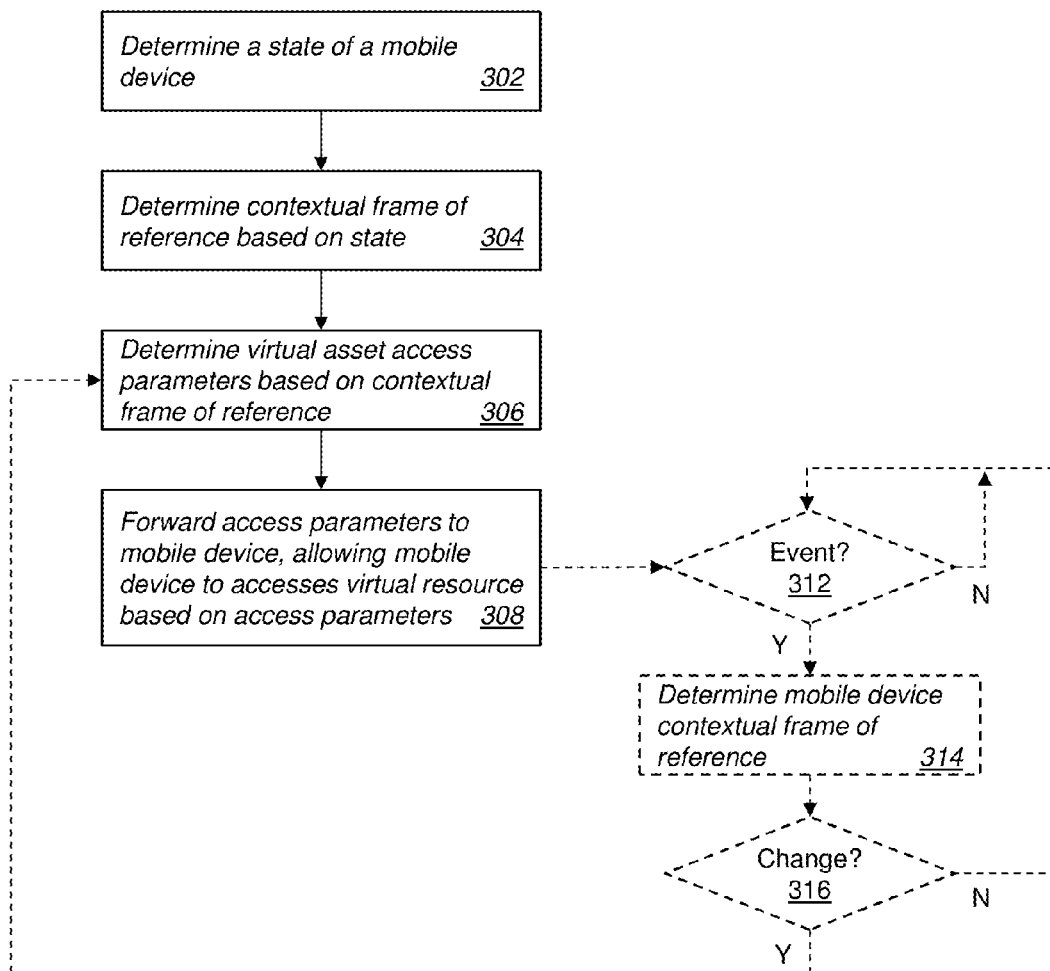 Determine a state of a mobile
device 302
Determine contextual frame of
reference based on state 304
Determine virtual asset access
parameters based on contextual
frame of reference 306
Forward access parameters to
mobile device, allowing mobile
device to accesses virtual resource
based on access parameters 308
Event?
312
N
Y
Determine mobile device
contextual frame of
reference 314
Change?
316
N
Y